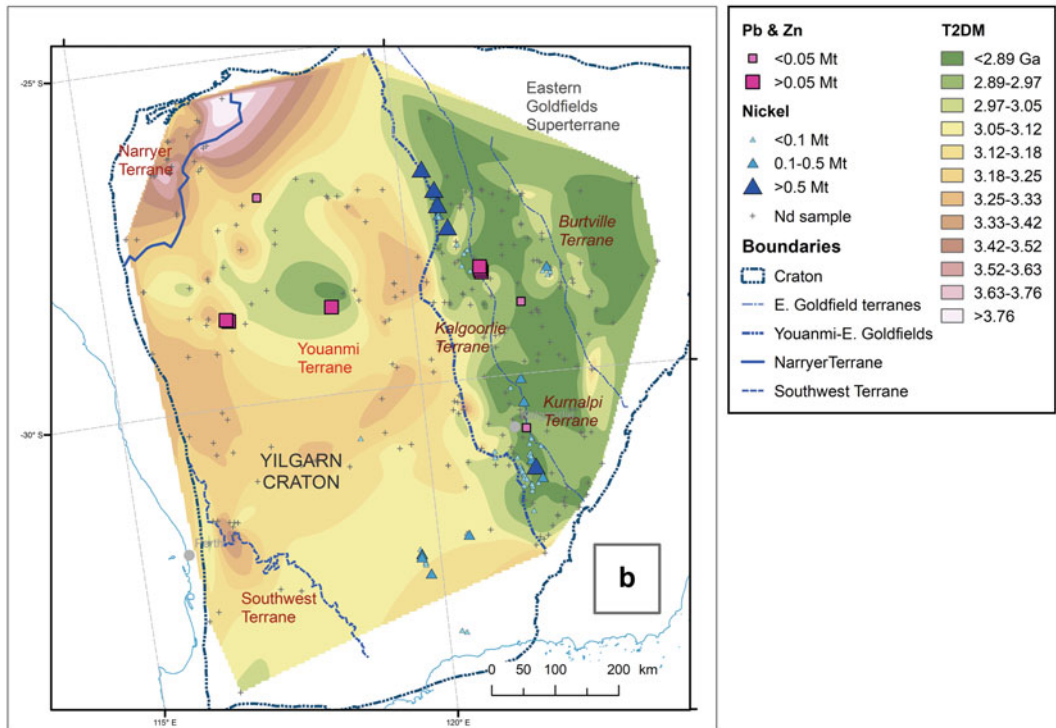 -25° S
-30° S
115° E
120° E
Eastern
Goldfields
Superterrane
Narryer
Terrane
Burtville
Terrane
Kalgoorlie
Terrane
Youanmi
Terrane
Kurnalpi
Terrane
YILGARN
CRATON
Southwest
Terrane
b
0 50 100 200 km
Pb & Zn
<0.05 Mt
>0.05 Mt
Nickel
<0.1 Mt
0.1-0.5 Mt
>0.5 Mt
Nd sample
Boundaries
Craton
E. Goldfield terranes
Youanmi-E. Goldfields
NarryerTerrane
Southwest Terrane
T2DM
<2.89 Ga
2.89-2.97
2.97-3.05
3.05-3.12
3.12-3.18
3.18-3.25
3.25-3.33
3.33-3.42
3.42-3.52
3.52-3.63
3.63-3.76
>3.76